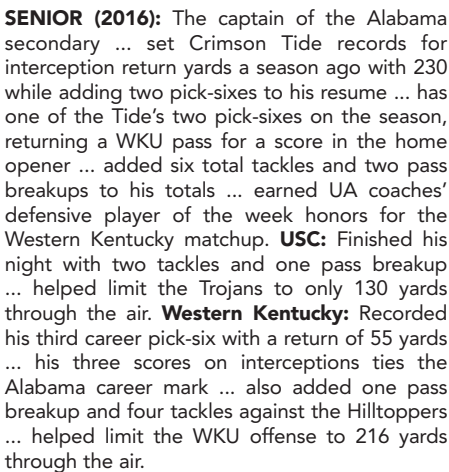 SENIOR (2016): The captain of the Alabama
secondary ... set Crimson Tide records for
interception return yards a season ago with 230
while adding two pick-sixes to his resume ... has
one of the Tide's two pick-sixes on the season,
returning a WKU pass for a score in the home
opener ... added six total tackles and two pass
breakups to his totals ... earned UA coaches'
defensive player of the week honors for the
Western Kentucky matchup. USC: Finished his
night with two tackles and one pass breakup
... helped limit the Trojans to only 130 yards
through the air. Western Kentucky: Recorded
his third career pick-six with a return of 55 yards
... his three scores on interceptions ties the
Alabama career mark ... also added one pass
breakup and four tackles against the Hilltoppers
... helped limit the WKU offense to 216 yards
through the air.